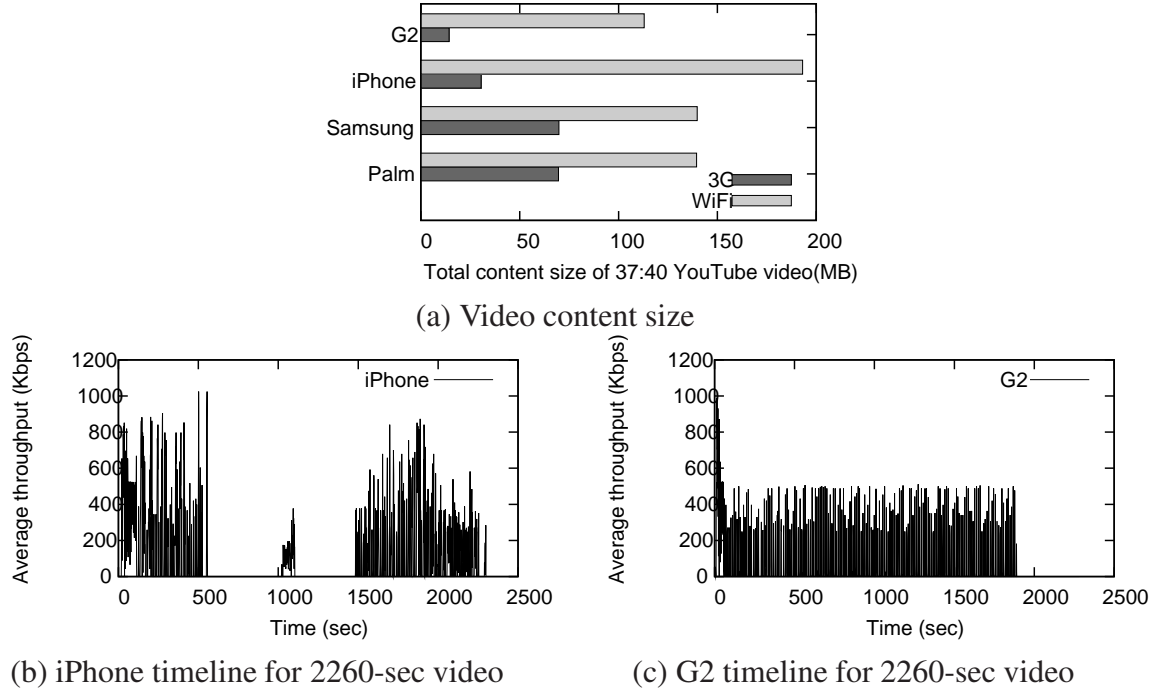 G2
iPhone
Samsung
Palm
3G
WiFi
0 50 100 150 200
Total content size of 37:40 YouTube video(MB)
(a) Video content size
Average throughput (Kbps)
1200
1000
800
600
400
200
0
iPhone
0 500 1000 1500 2000 2500
Time (sec)
(b) iPhone timeline for 2260-sec video
Average throughput (Kbps)
1200
1000
800
600
400
200
0
G2
0 500 1000 1500 2000 2500
Time (sec)
(c) G2 timeline for 2260-sec video